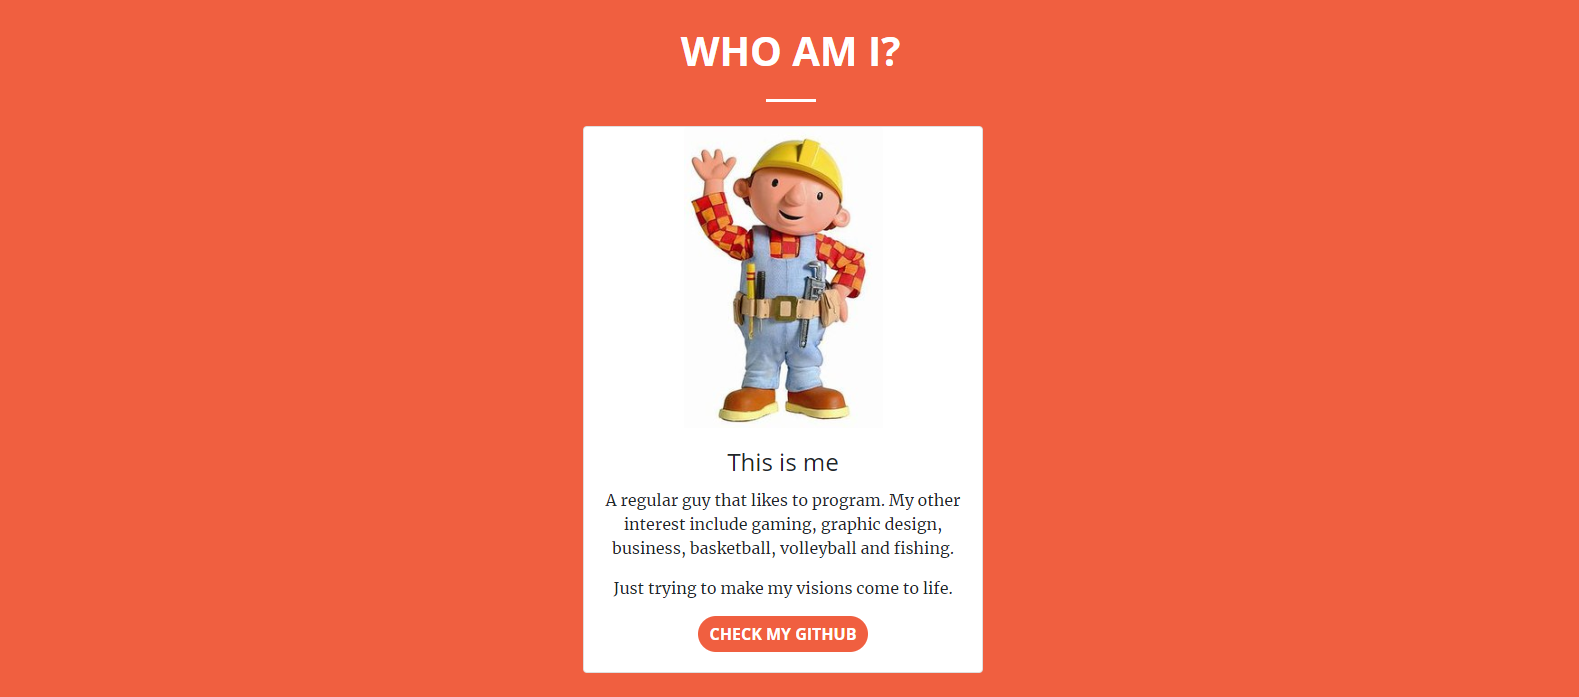 WHO AM I?
This is me
A regular guy that likes to program. My other
interest include gaming, graphic design,
business, basketball, volleyball and fishing.
Just trying to make my visions come to life.
CHECK MY GITHUB